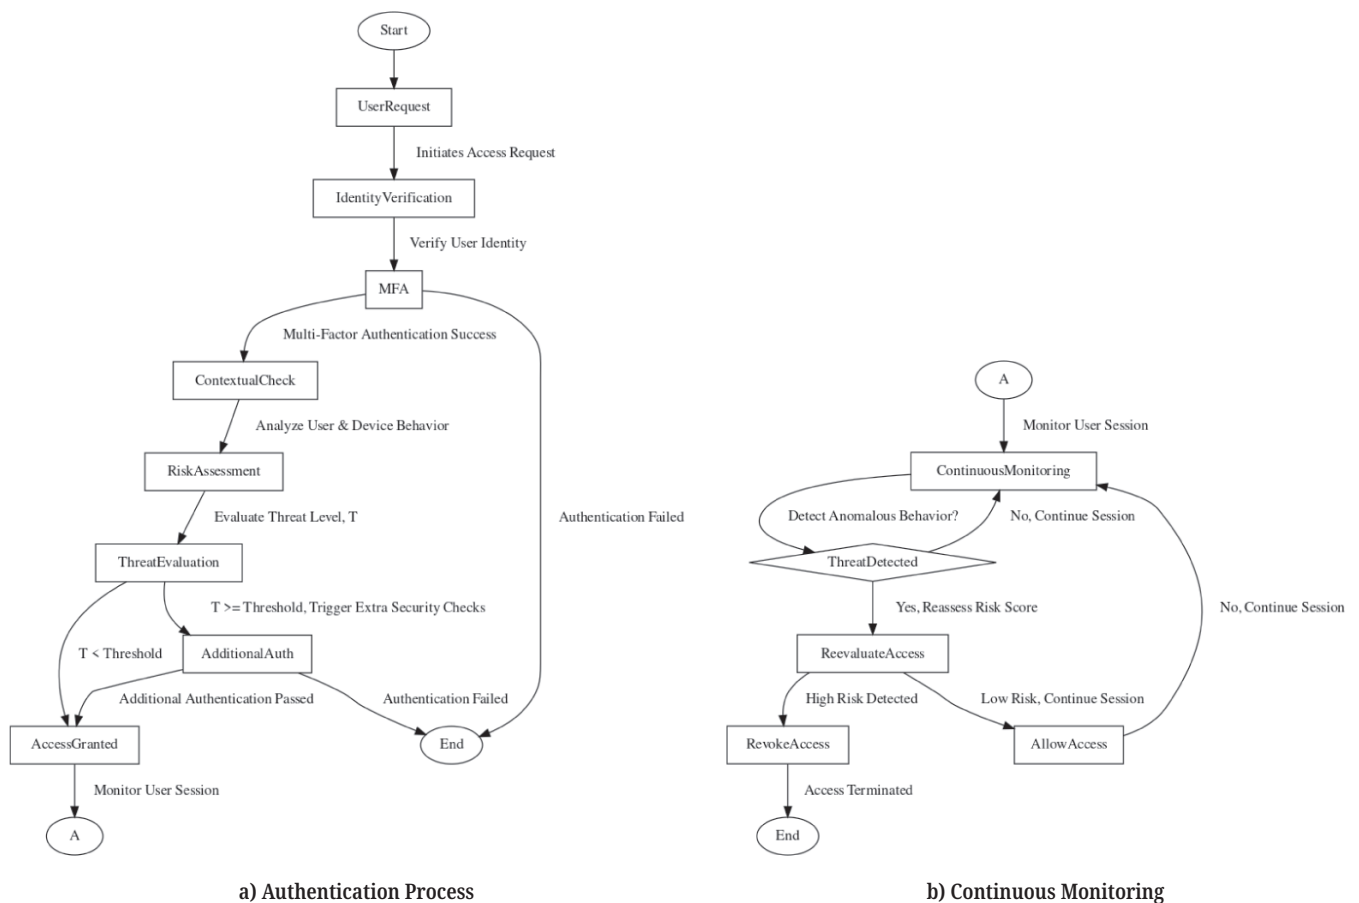 Start
UserRequest
Initiates Access Request
IdentityVerification
Verify User Identity
MFA
Multi-Factor Authentication Success
ContextualCheck
Analyze User & Device Behavior
RiskAssessment
Evaluate Threat Level, T
Authentication Failed
ThreatEvaluation
T >= Threshold, Trigger Extra Security Checks
T < Threshold
AdditionalAuth
Additional Authentication Passed
Authentication Failed
AccessGranted
End
Monitor User Session
A
a) Authentication Process
A
Monitor User Session
ContinuousMonitoring
Detect Anomalous Behavior?
No, Continue Session
ThreatDetected
Yes, Reassess Risk Score
No, Continue Session
ReevaluateAccess
High Risk Detected
Low Risk, Continue Session
RevokeAccess
AllowAccess
Access Terminated
End
b) Continuous Monitoring